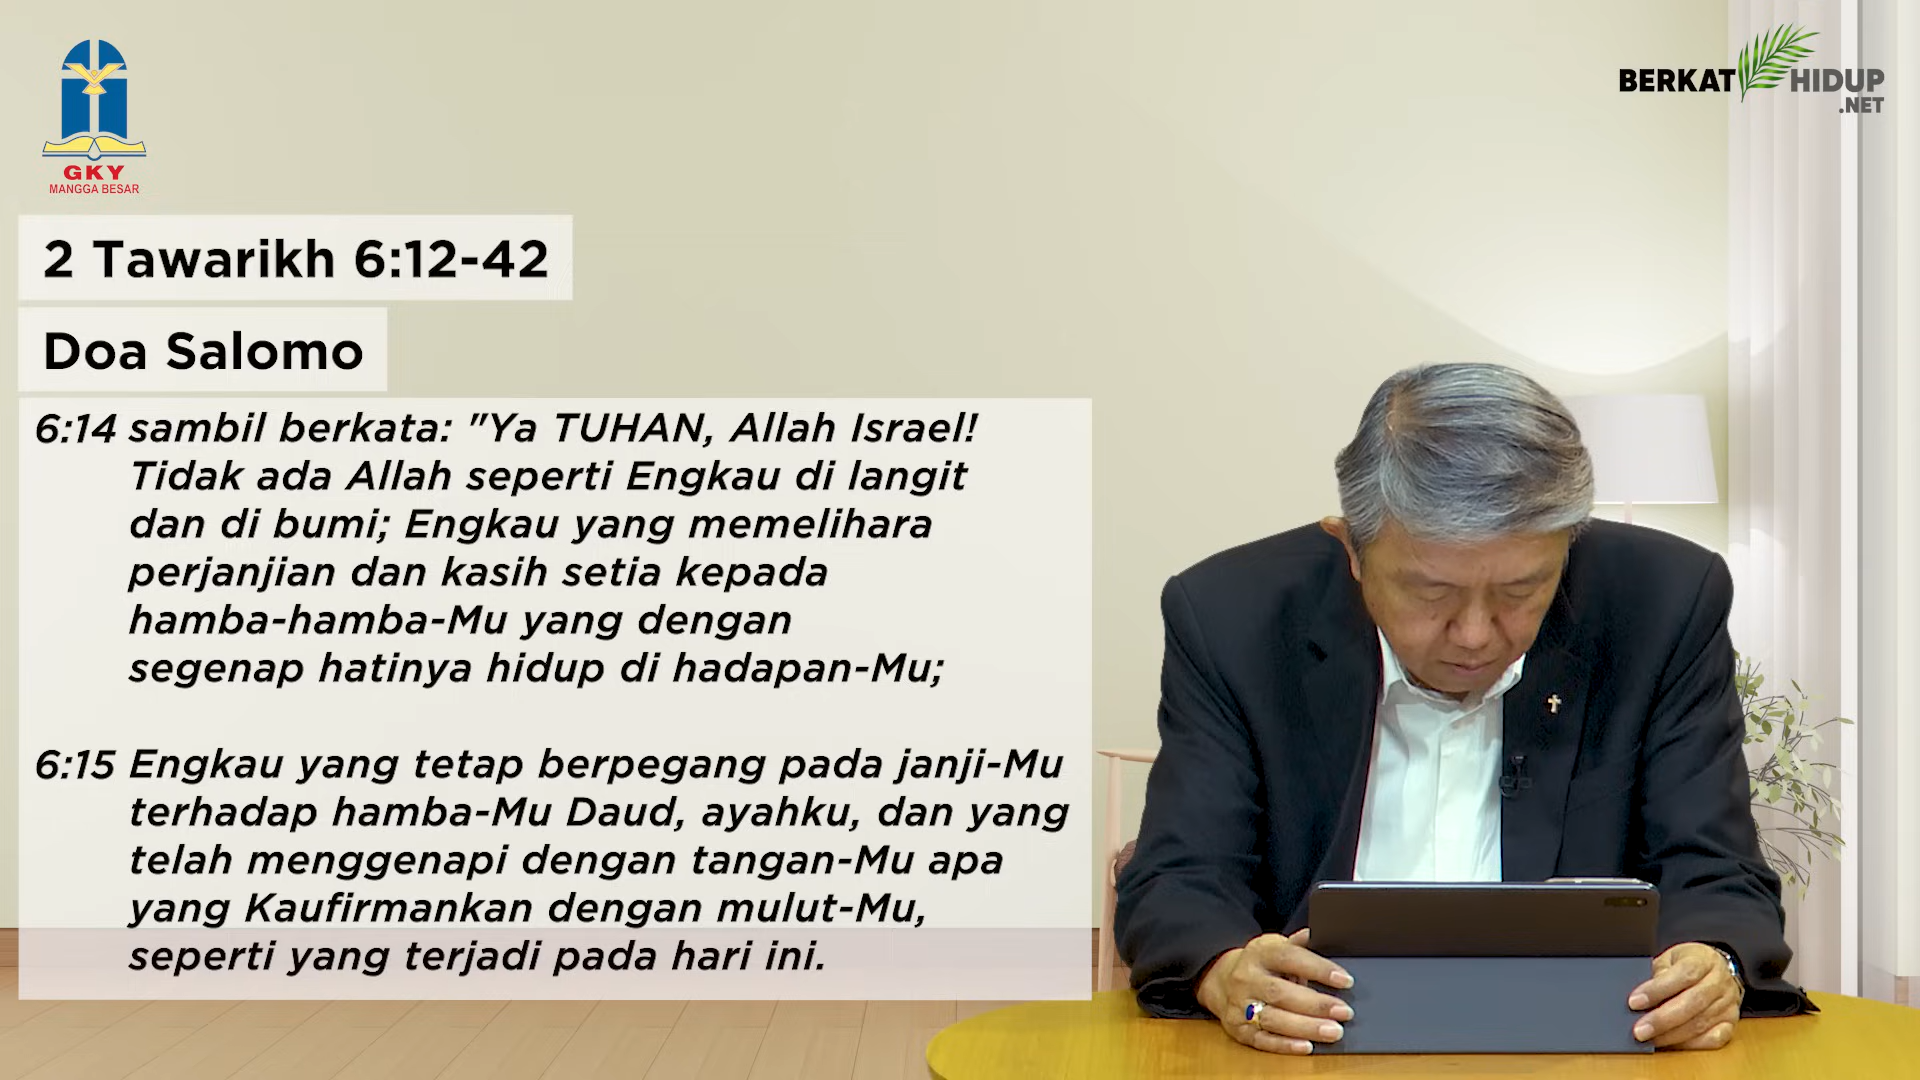 GKY
MANGGA BESAR
BERKAT HIDUP
.NET
2 Tawarikh 6:12-42
Doa Salomo
6:14 sambil berkata: "Ya TUHAN, Allah Israel!
Tidak ada Allah seperti Engkau di langit
dan di bumi; Engkau yang memelihara
perjanjian dan kasih setia kepada
hamba-hamba-Mu yang dengan
segenap hatinya hidup di hadapan-Mu;
6:15 Engkau yang tetap berpegang pada janji-Mu
terhadap hamba-Mu Daud, ayahku, dan yang
telah menggenapi dengan tangan-Mu apa
yang Kaufirmankan dengan mulut-Mu,
seperti yang terjadi pada hari ini.